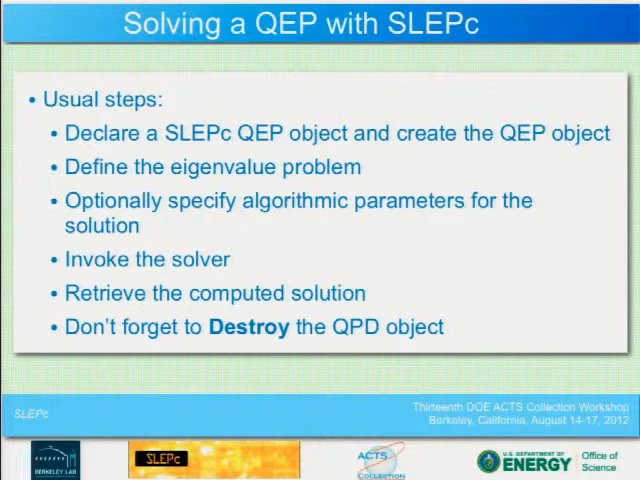 Solving a QEP with SLEPc
• Usual steps:
• Declare a SLEPc QEP object and create the QEP object
• Define the eigenvalue problem
• Optionally specify algorithmic parameters for the
solution
• Invoke the solver
• Retrieve the computed solution
• Don't forget to Destroy the QPD object
SLEPc
Thirteenth DOE ACTS Collection Workshop
Berkeley, California, August 14-17, 2012
BERKELEY LAB
SLEPc
ACTS
COLLECTION
U.S. DEPARTMENT OF
ENERGY
Office of
Science